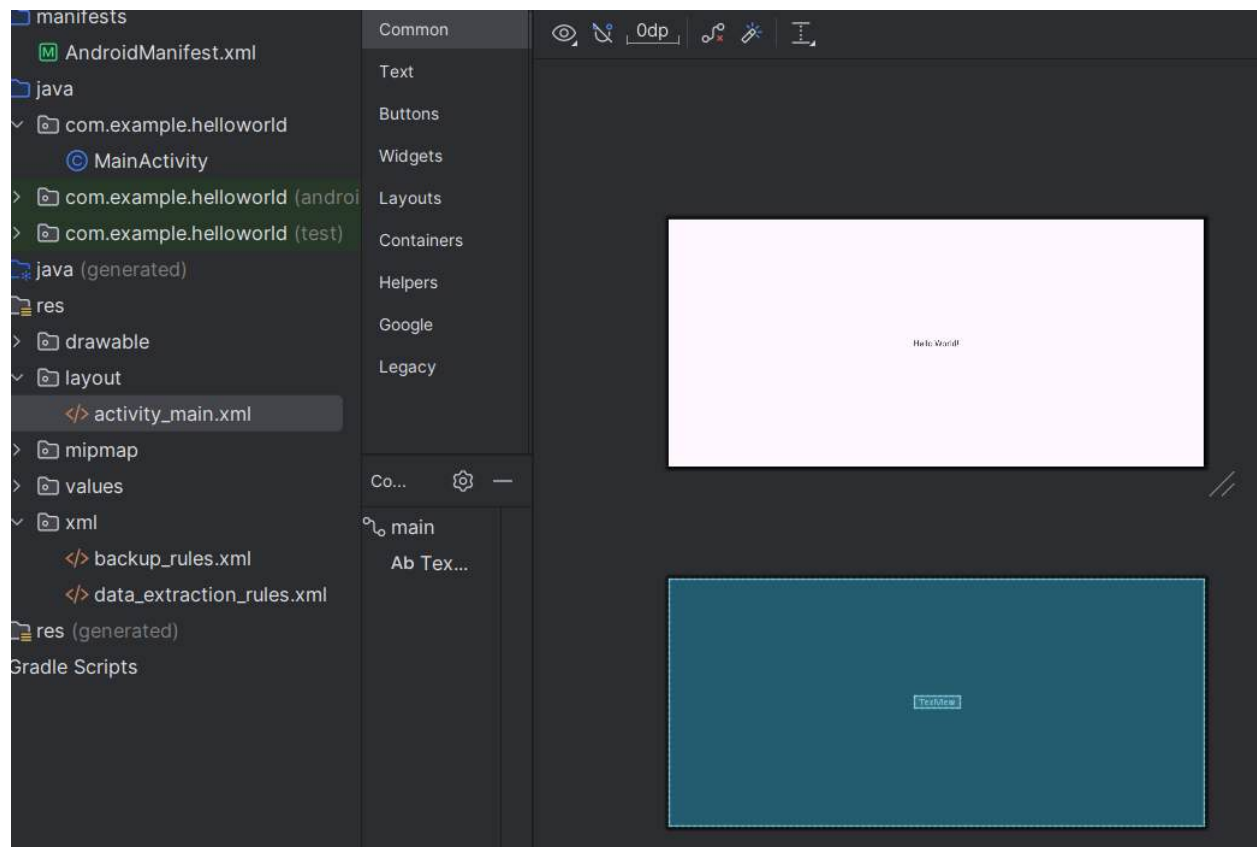 manifests
M AndroidManifest.xml
java
com.example.helloworld
C MainActivity
com.example.helloworld (androi
com.example.helloworld (test)
java (generated)
res
drawable
layout
</> activity_main.xml
mipmap
values
xml
</> backup_rules.xml
</> data_extraction_rules.xml
res (generated)
Gradle Scripts
Common
Text
Buttons
Widgets
Layouts
Containers
Helpers
Google
Legacy
Co...
main
Ab Tex...
0dp
Hello World!
TextView